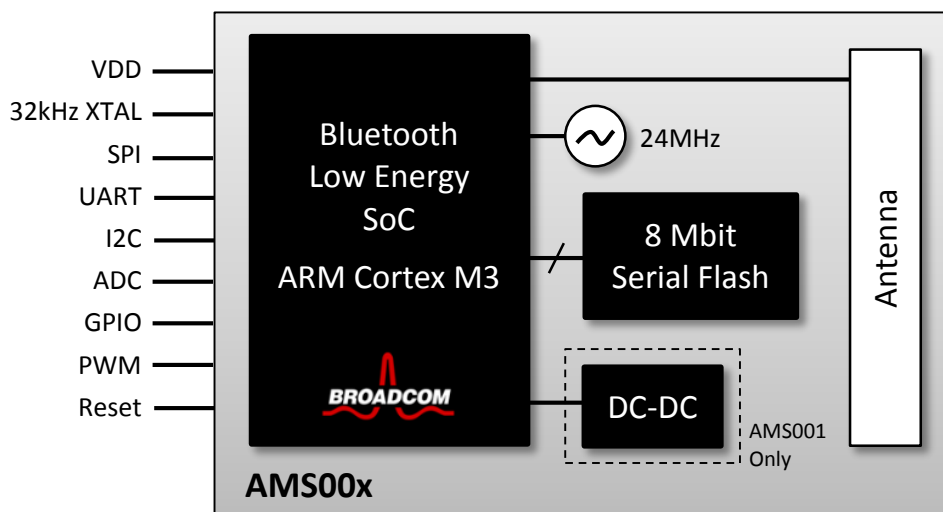 VDD
32kHz XTAL
SPI
UART
I2C
ADC
GPIO
PWM
Reset
Bluetooth
Low Energy
SoC
ARM Cortex M3
BROADCOM
24MHz
8 Mbit
Serial Flash
DC-DC
AMS001
Only
Antenna
AMS00x